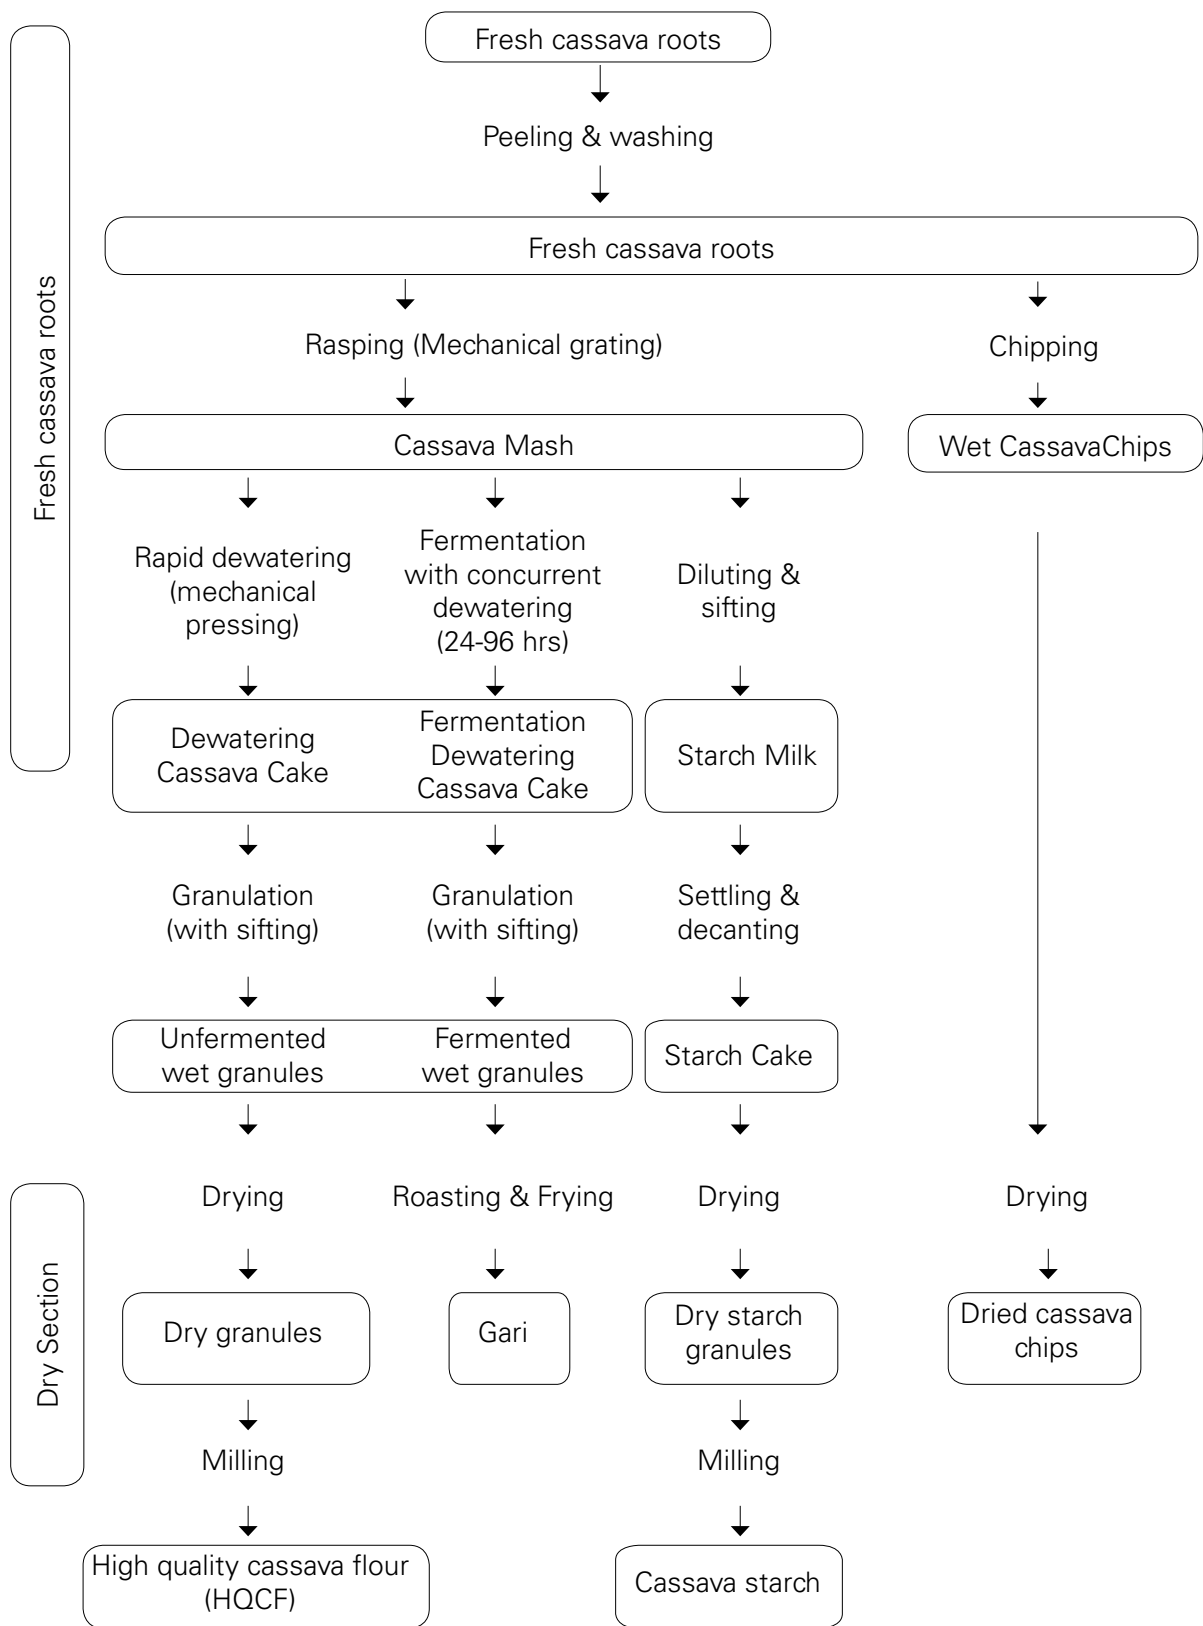 Fresh cassava roots
Fresh cassava roots
Peeling & washing
Fresh cassava roots
Rasping (Mechanical grating)
Chipping
Cassava Mash
Wet CassavaChips
Rapid dewatering
(mechanical
pressing)
Fermentation
with concurrent
dewatering
(24-96 hrs)
Diluting &
sifting
Dewatering
Cassava Cake
Fermentation
Dewatering
Cassava Cake
Starch Milk
Granulation
(with sifting)
Granulation
(with sifting)
Settling &
decanting
Unfermented
wet granules
Fermented
wet granules
Starch Cake
Dry Section
Drying
Roasting & Frying
Drying
Drying
Dry granules
Gari
Dry starch
granules
Dried cassava
chips
Milling
Milling
High quality cassava flour
(HQCF)
Cassava starch